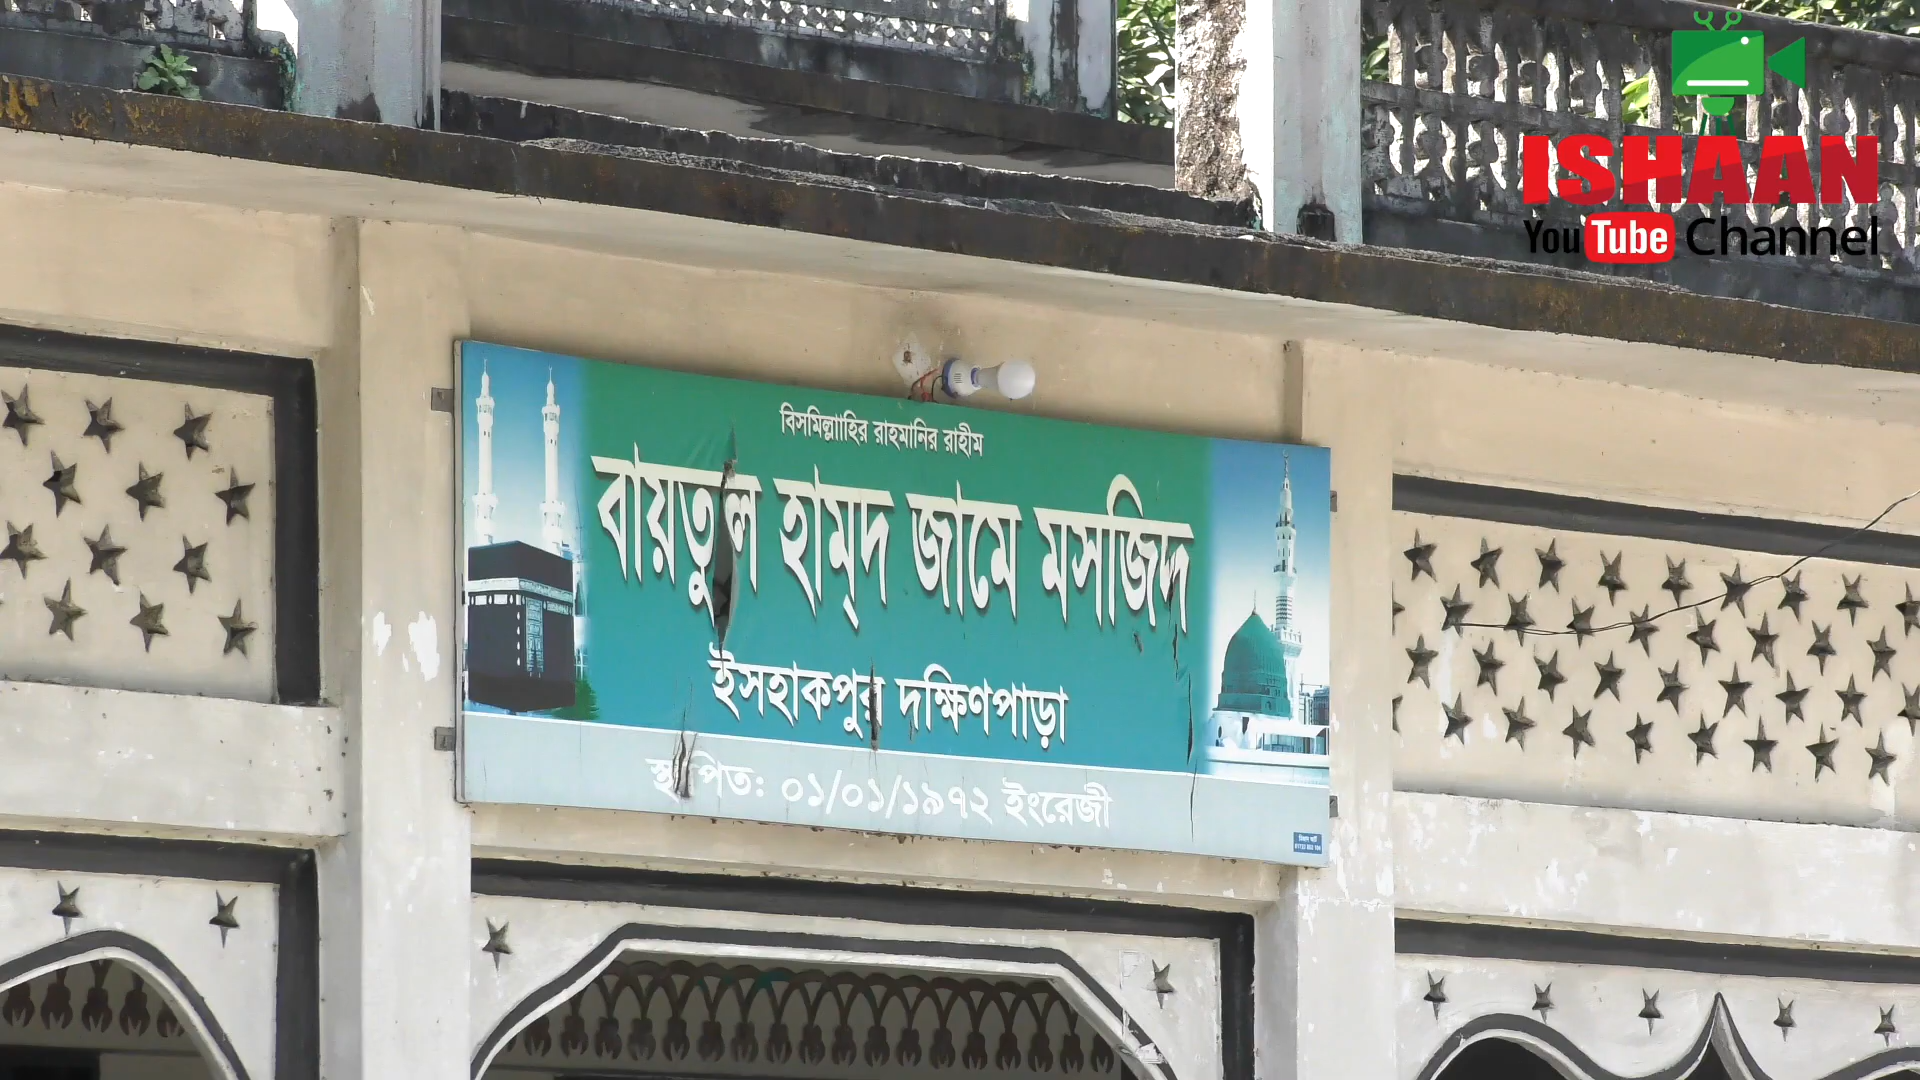 ISHAAN
YouTube Channel
বিসমিল্লাাহির রাহমানির রাহীম
বায়তুল হাম্‌দ জামে মসজিদ
ইসহাকপুর দক্ষিণপাড়া
স্থাপিত: ০১/০১/১৯৭২ ইংরেজী